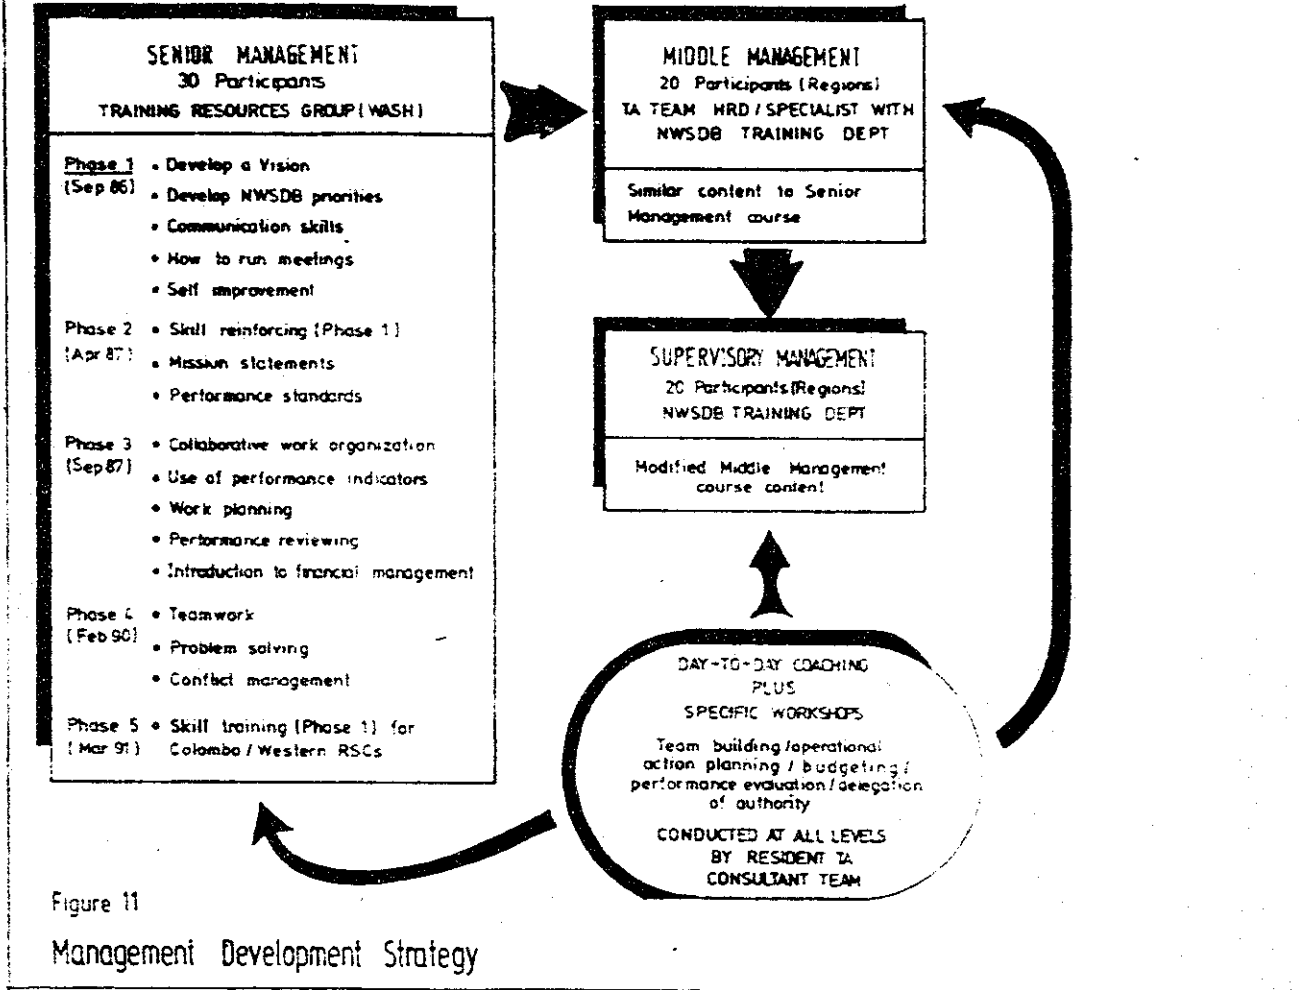 SENIOR MANAGEMENT
30 Participants
TRAINING RESOURCES GROUP (WASH)
Phase 1 • Develop a Vision
(Sep 86) • Develop NWSDB priorities
• Communication skills
• How to run meetings
• Self improvement
Phase 2 • Skill reinforcing (Phase 1)
(Apr 87) • Mission statements
• Performance standards
Phase 3 • Collaborative work organization
(Sep 87) • Use of performance indicators
• Work planning
• Performance reviewing
• Introduction to financial management
Phase 4 • Teamwork
(Feb 90) • Problem solving
• Conflict management
Phase 5 • Skill training (Phase 1) for
(Mar 91) Colombo / Western RSCs
MIDDLE MANAGEMENT
20 Participants (Regions)
TA TEAM HRD / SPECIALIST WITH
NWSDB TRAINING DEPT
Similar content to Senior
Management course
SUPERVISORY MANAGEMENT
20 Participants (Regions)
NWSDB TRAINING DEPT
Modified Middle Management
course content
DAY-TO-DAY COACHING
PLUS
SPECIFIC WORKSHOPS
Team building / operational
action planning / budgeting /
performance evaluation / delegation
of authority
CONDUCTED AT ALL LEVELS
BY RESIDENT TA
CONSULTANT TEAM
Figure 11
Management Development Strategy